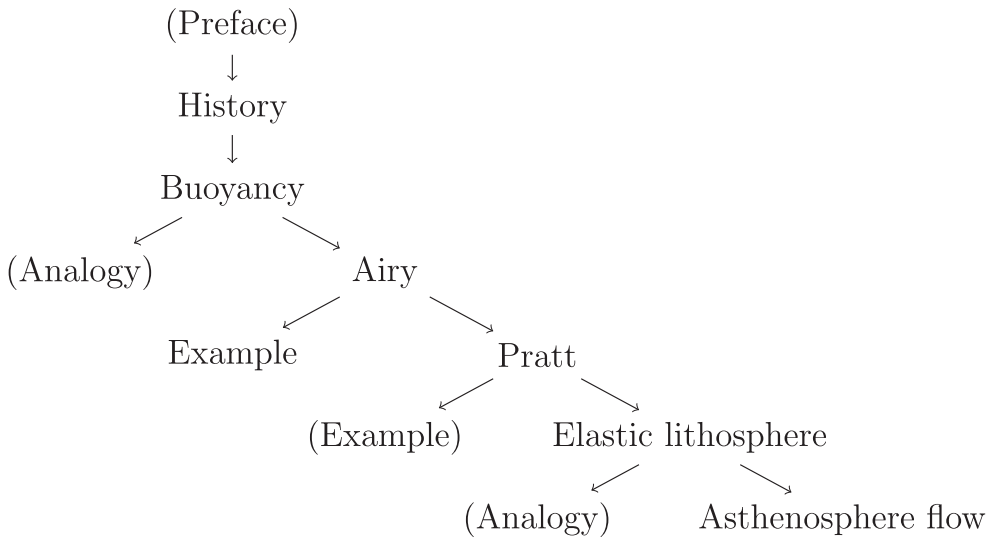 (Preface)
History
Buoyancy
(Analogy)
Airy
Example
Pratt
(Example)
Elastic lithosphere
(Analogy)
Asthenosphere flow